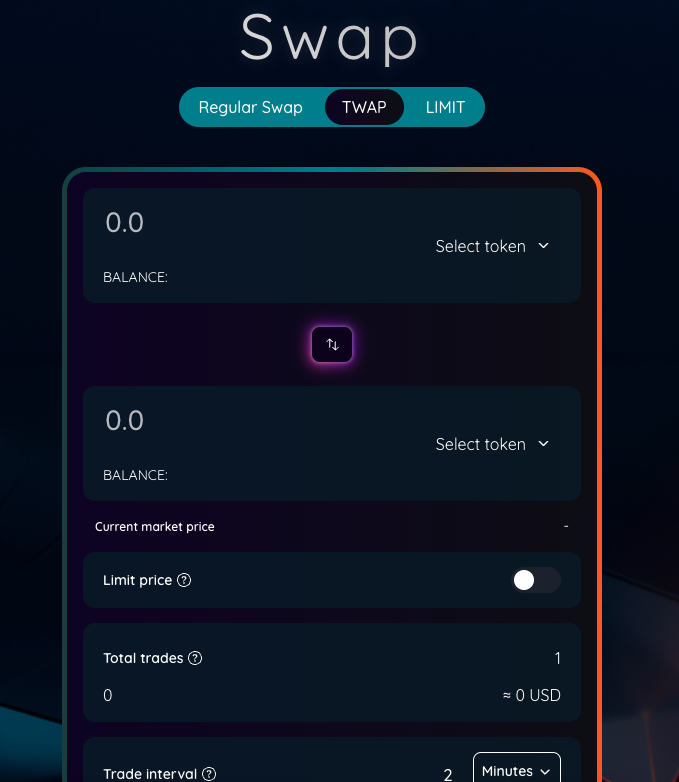 Swap
Regular Swap TWAP LIMIT
0.0
Select token
BALANCE:
0.0
Select token
BALANCE:
Current market price -
Limit price ?
Total trades ? 1
0 ≈ 0 USD
Trade interval ? 2 Minutes